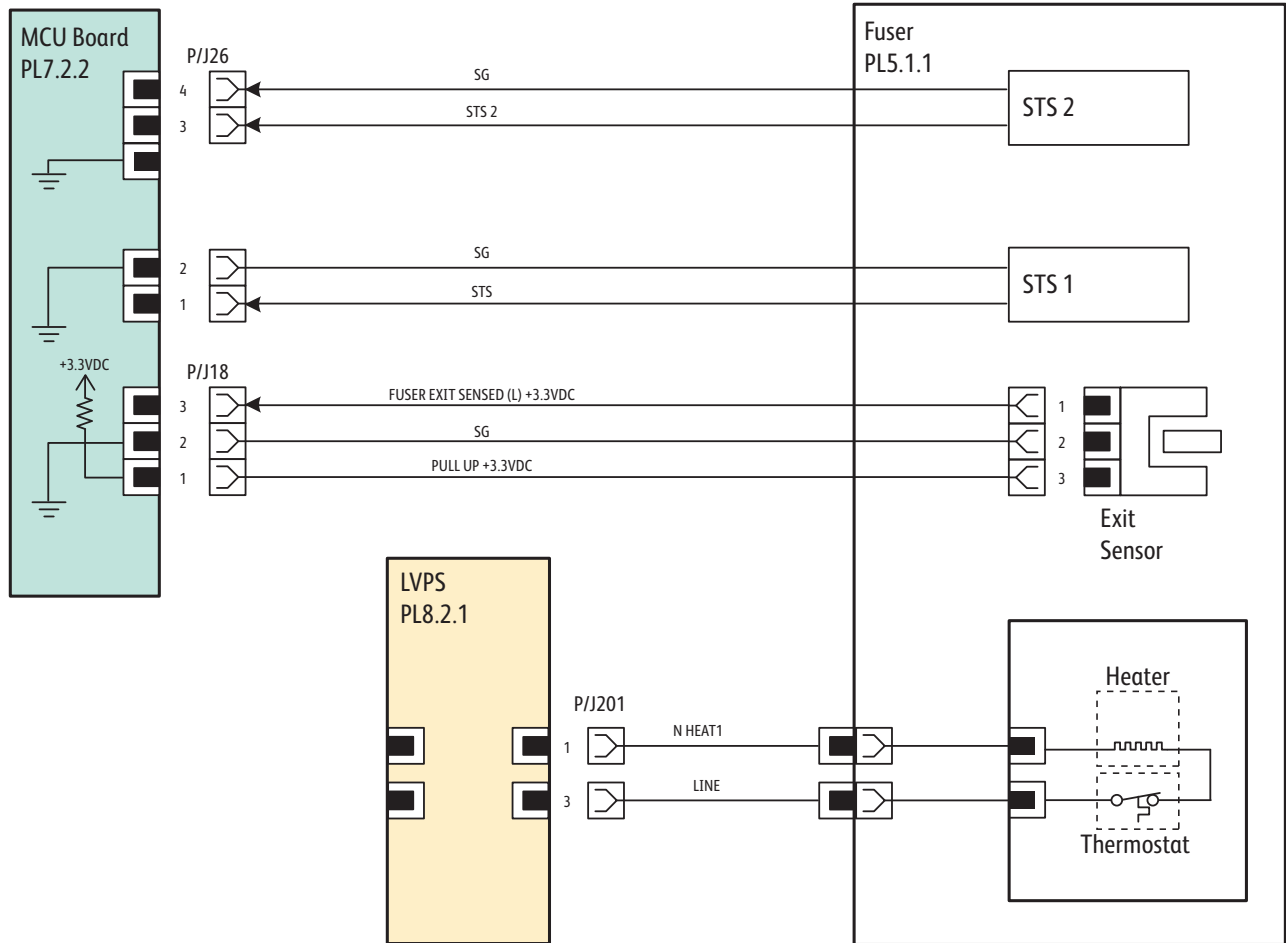 MCU Board
PL7.2.2
P/J26
Fuser
PL5.1.1
4
SG
3
STS 2
STS 2
2
SG
1
STS
STS 1
+3.3VDC
P/J18
3
FUSER EXIT SENSED (L) +3.3VDC
1
2
SG
2
1
PULL UP +3.3VDC
3
Exit
Sensor
LVPS
PL8.2.1
P/J201
1
N HEAT1
3
LINE
Heater
Thermostat